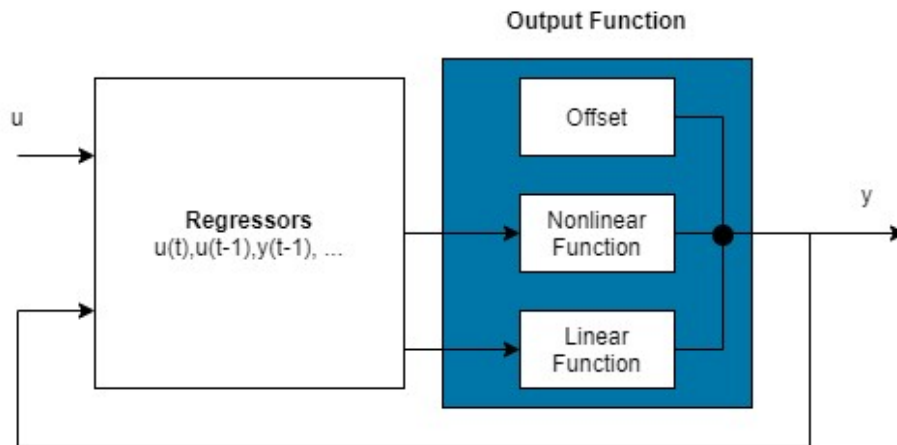 Output Function
u
Offset
Regressors
u(t),u(t-1),y(t-1), ...
Nonlinear
Function
y
Linear
Function